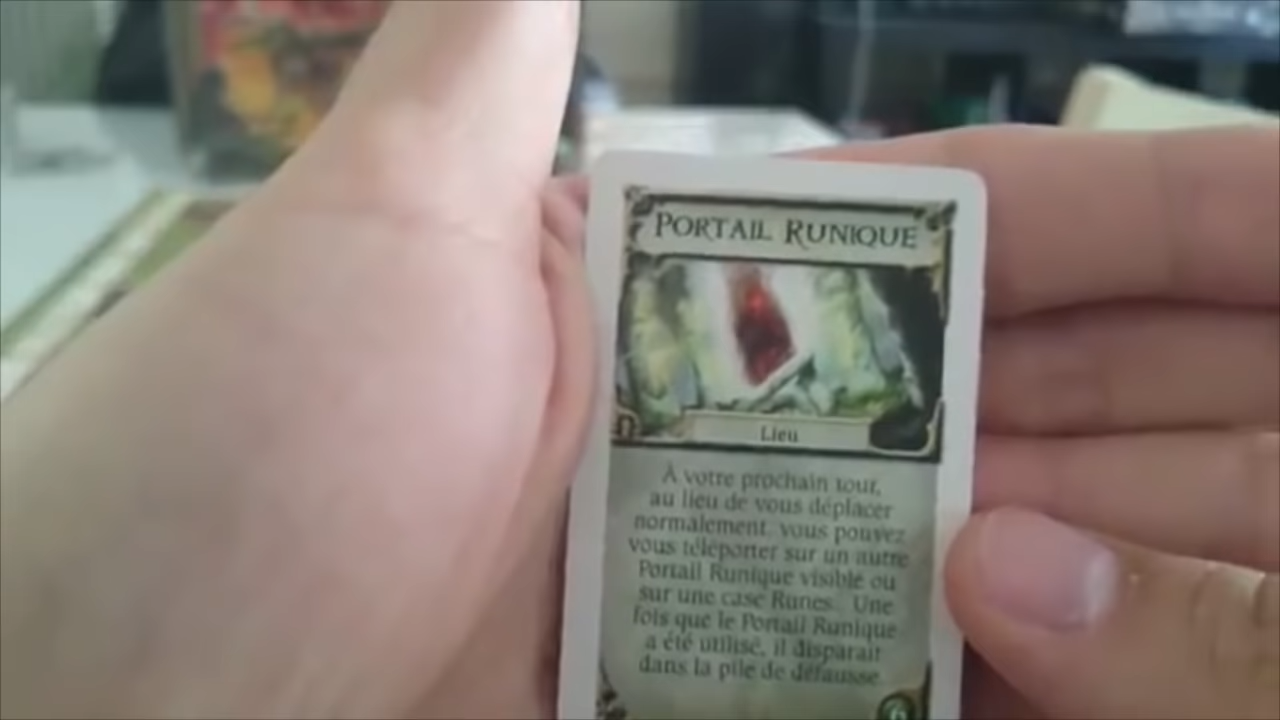 PORTAIL RUNIQUE
Lieu
À votre prochain tour,
au lieu de vous déplacer
normalement, vous pouvez
vous téléporter sur un autre
Portail Runique visible ou
sur une case Runes. Une
fois que le Portail Runique
a été utilisé, il disparait
dans la pile de défausse.
6